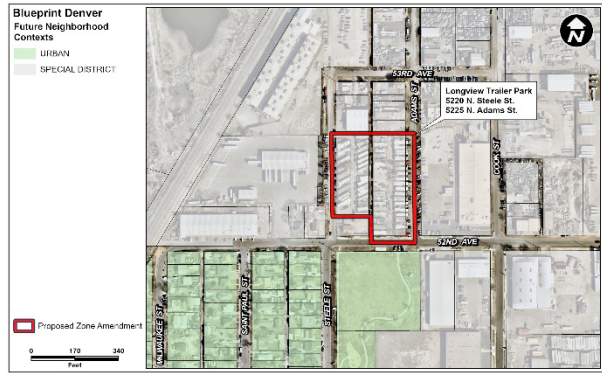 Blueprint Denver
Future Neighborhood
Contexts
URBAN
SPECIAL DISTRICT
53RD AVE
ADAMS ST
Longview Trailer Park
5220 N. Steele St.
5225 N. Adams St.
COOK ST
52ND AVE
MILWAUKEE ST
SAINT PAUL ST
STEELE ST
Proposed Zone Amendment
0 170 340
Feet
N